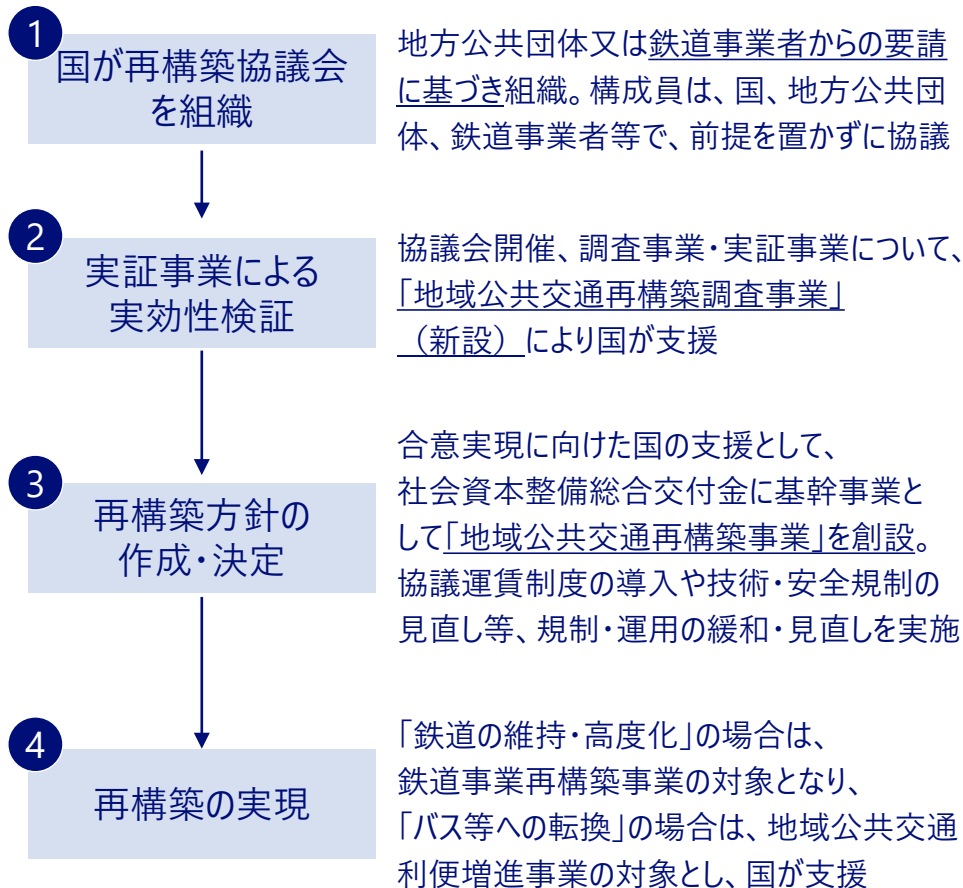 1
国が再構築協議会
を組織
地方公共団体又は鉄道事業者からの要請
に基づき組織。構成員は、国、地方公共団
体、鉄道事業者等で、前提を置かずに協議
2
実証事業による
実効性検証
協議会開催、調査事業・実証事業について、
「地域公共交通再構築調査事業」
（新設）により国が支援
3
再構築方針の
作成・決定
合意実現に向けた国の支援として、
社会資本整備総合交付金に基幹事業と
して「地域公共交通再構築事業」を創設。
協議運賃制度の導入や技術・安全規制の
見直し等、規制・運用の緩和・見直しを実施
4
再構築の実現
「鉄道の維持・高度化」の場合は、
鉄道事業再構築事業の対象となり、
「バス等への転換」の場合は、地域公共交通
利便増進事業の対象とし、国が支援